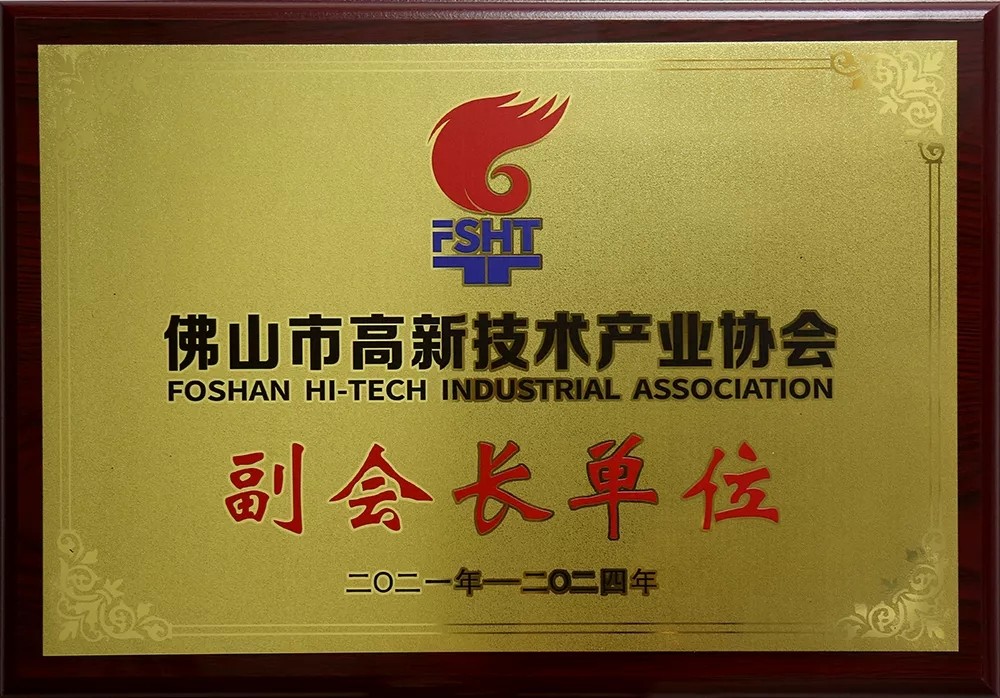 FSHT
佛山市高新技术产业协会
FOSHAN HI-TECH INDUSTRIAL ASSOCIATION
副会长单位
二〇二一年—二〇二四年